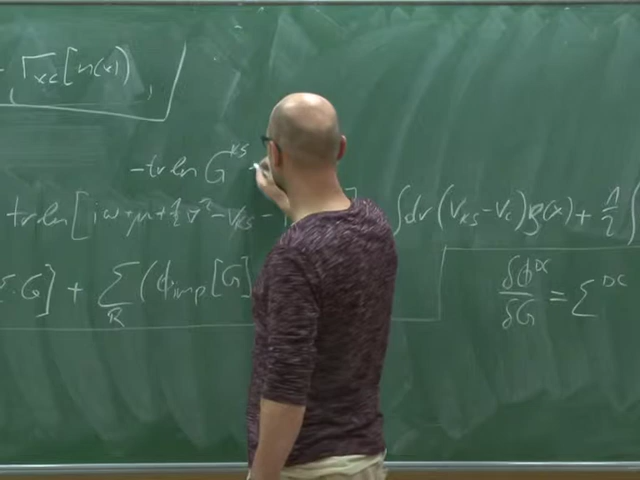 Γxc[n(x)]
-tr ln G^KS
tr ln [iω+μ+½∇²-V_KS- ∫dr(V_KS-V_c)ρ(x)+½
:G] + Σ_R (ϕ_imp[G]
δϕ^DC/δG = Σ^DC